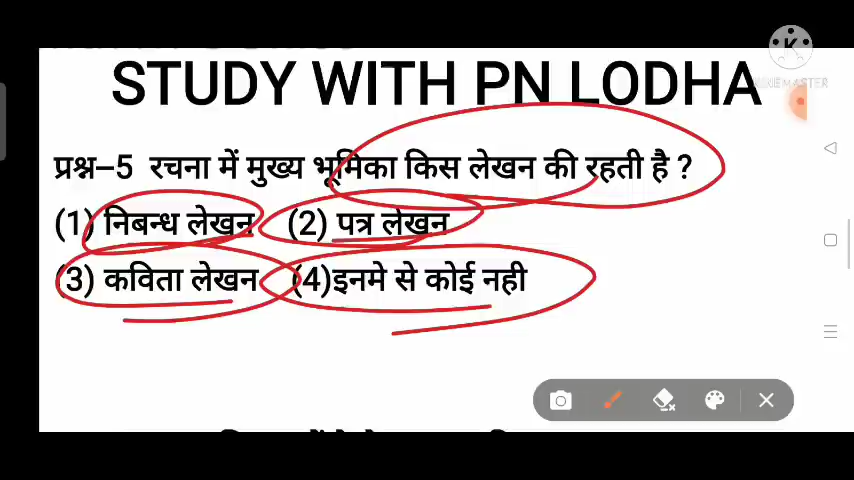 STUDY WITH PN LODHA
प्रश्न–5 रचना में मुख्य भूमिका किस लेखन की रहती है ?
(1) निबन्ध लेखन (2) पत्र लेखन
(3) कविता लेखन (4)इनमे से कोई नही
KINEMASTER